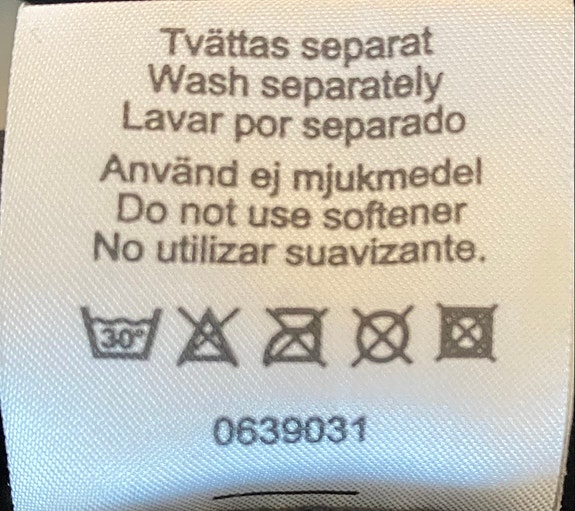 Tvättas separat
Wash separately
Lavar por separado
Använd ej mjukmedel
Do not use softener
No utilizar suavizante.
30°
0639031